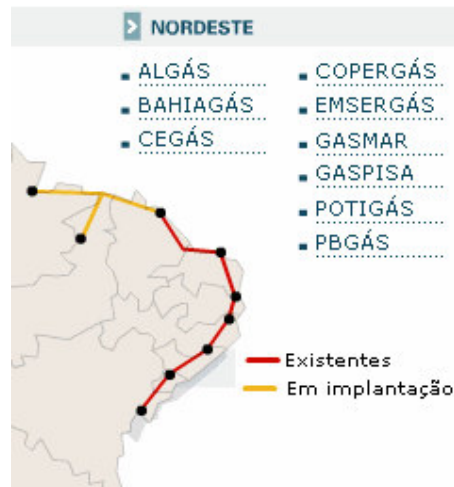 NORDESTE
ALGÁS
BAHIAGÁS
CEGÁS
COPERGÁS
EMSERGÁS
GASMAR
GASPISA
POTIGÁS
PBGÁS
Existentes
Em implantação